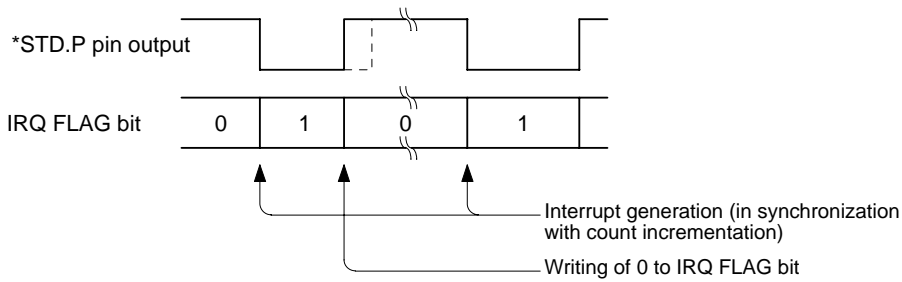 *STD.P pin output
IRQ FLAG bit
0 1 0 1
Interrupt generation (in synchronization
with count incrementation)
Writing of 0 to IRQ FLAG bit